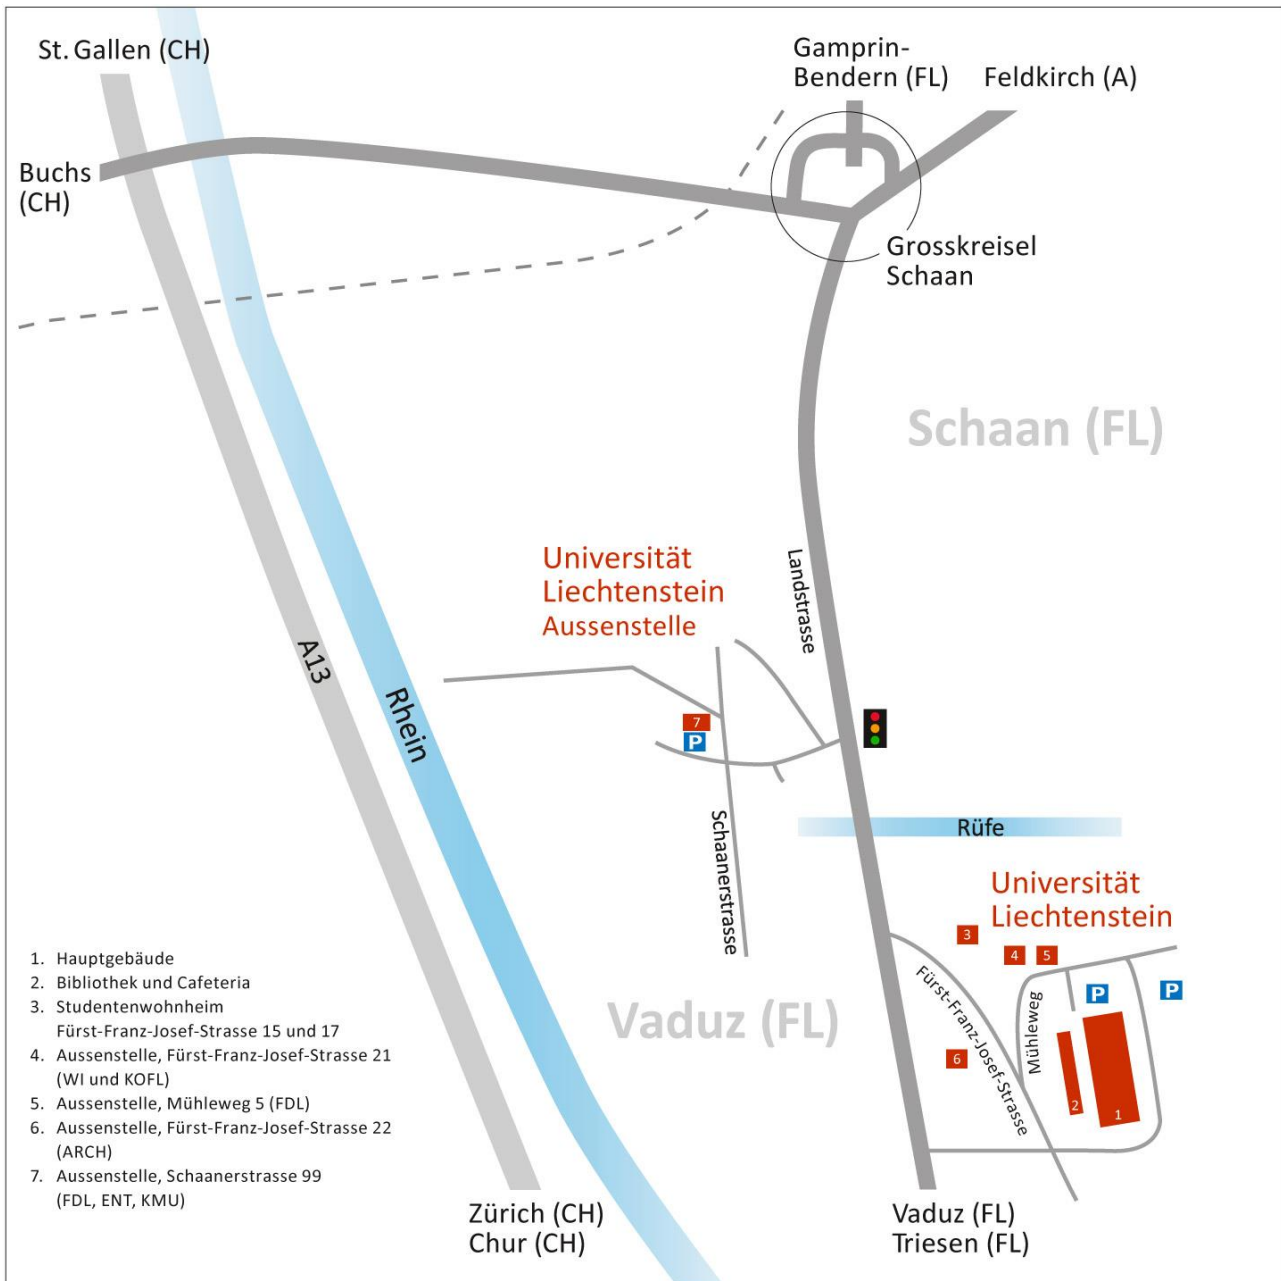 St. Gallen (CH)
Gamprin-
Bendern (FL)
Feldkirch (A)
Buchs
(CH)
Grosskreisel
Schaan
Schaan (FL)
Universität
Liechtenstein
Aussenstelle
Landstrasse
A13
Rhein
7
P
Schaanerstrasse
Rüfe
Universität
Liechtenstein
3
4
5
Fürst-Franz-Josef-Strasse
Mühleweg
P
P
6
2
1
Vaduz (FL)
1. Hauptgebäude
2. Bibliothek und Cafeteria
3. Studentenwohnheim
Fürst-Franz-Josef-Strasse 15 und 17
4. Aussenstelle, Fürst-Franz-Josef-Strasse 21
(WI und KOFL)
5. Aussenstelle, Mühleweg 5 (FDL)
6. Aussenstelle, Fürst-Franz-Josef-Strasse 22
(ARCH)
7. Aussenstelle, Schaanerstrasse 99
(FDL, ENT, KMU)
Zürich (CH)
Chur (CH)
Vaduz (FL)
Triesen (FL)